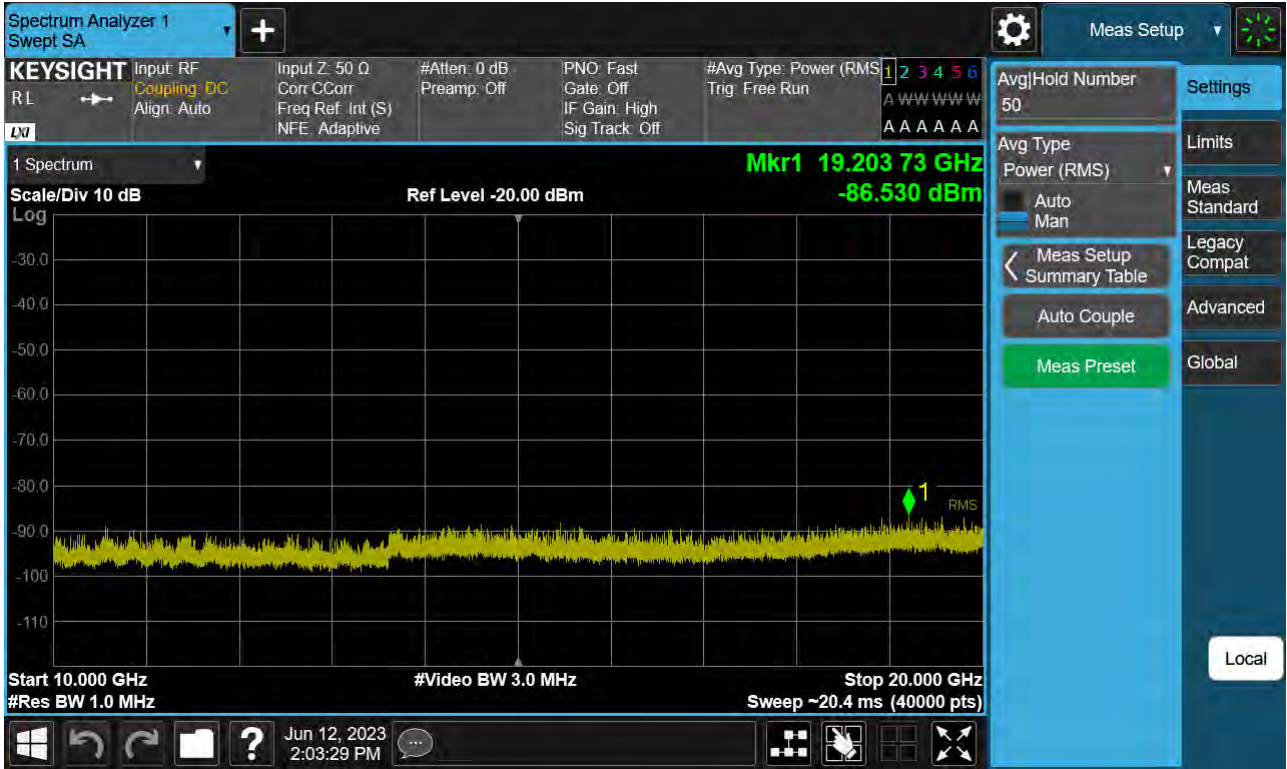 Spectrum Analyzer 1
Swept SA
+
Meas Setup
KEYSIGHT
RL
LXI
Input: RF
Coupling: DC
Align: Auto
Input Z: 50 Ω
Corr CCorr
Freq Ref: Int (S)
NFE: Adaptive
#Atten: 0 dB
Preamp: Off
PNO: Fast
Gate: Off
IF Gain: High
Sig Track: Off
#Avg Type: Power (RMS
Trig: Free Run
1 2 3 4 5 6
A W W W W W
A A A A A A
1 Spectrum
Scale/Div 10 dB
Log
Ref Level -20.00 dBm
Mkr1 19.203 73 GHz
-86.530 dBm
-30.0
-40.0
-50.0
-60.0
-70.0
-80.0
1
RMS
-90.0
-100
-110
Start 10.000 GHz
#Video BW 3.0 MHz
Stop 20.000 GHz
#Res BW 1.0 MHz
Sweep ~20.4 ms (40000 pts)
Avg|Hold Number
50
Avg Type
Power (RMS)
Auto
Man
Meas Setup
Summary Table
Auto Couple
Meas Preset
Settings
Limits
Meas
Standard
Legacy
Compat
Advanced
Global
Local
?
Jun 12, 2023
2:03:29 PM